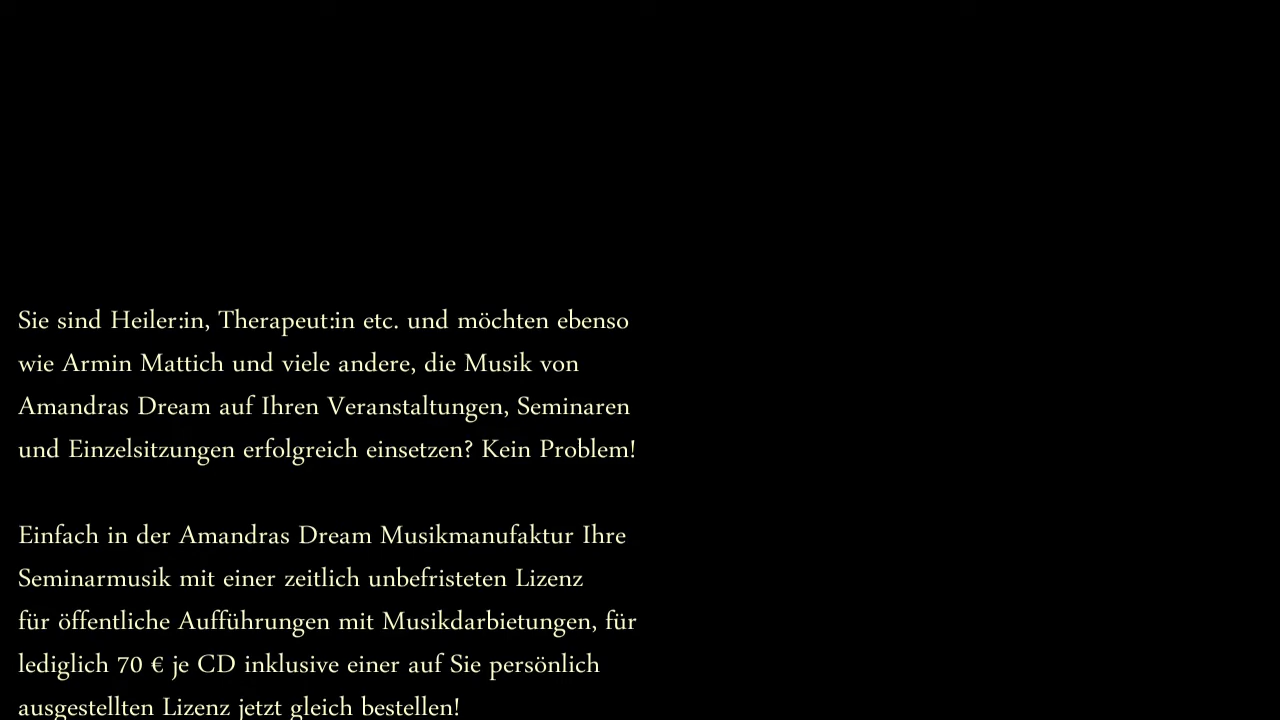 Sie sind Heiler:in, Therapeut:in etc. und möchten ebenso
wie Armin Mattich und viele andere, die Musik von
Amandras Dream auf Ihren Veranstaltungen, Seminaren
und Einzelsitzungen erfolgreich einsetzen? Kein Problem!
Einfach in der Amandras Dream Musikmanufaktur Ihre
Seminarmusik mit einer zeitlich unbefristeten Lizenz
für öffentliche Aufführungen mit Musikdarbietungen, für
lediglich 70 € je CD inklusive einer auf Sie persönlich
ausgestellten Lizenz jetzt gleich bestellen!